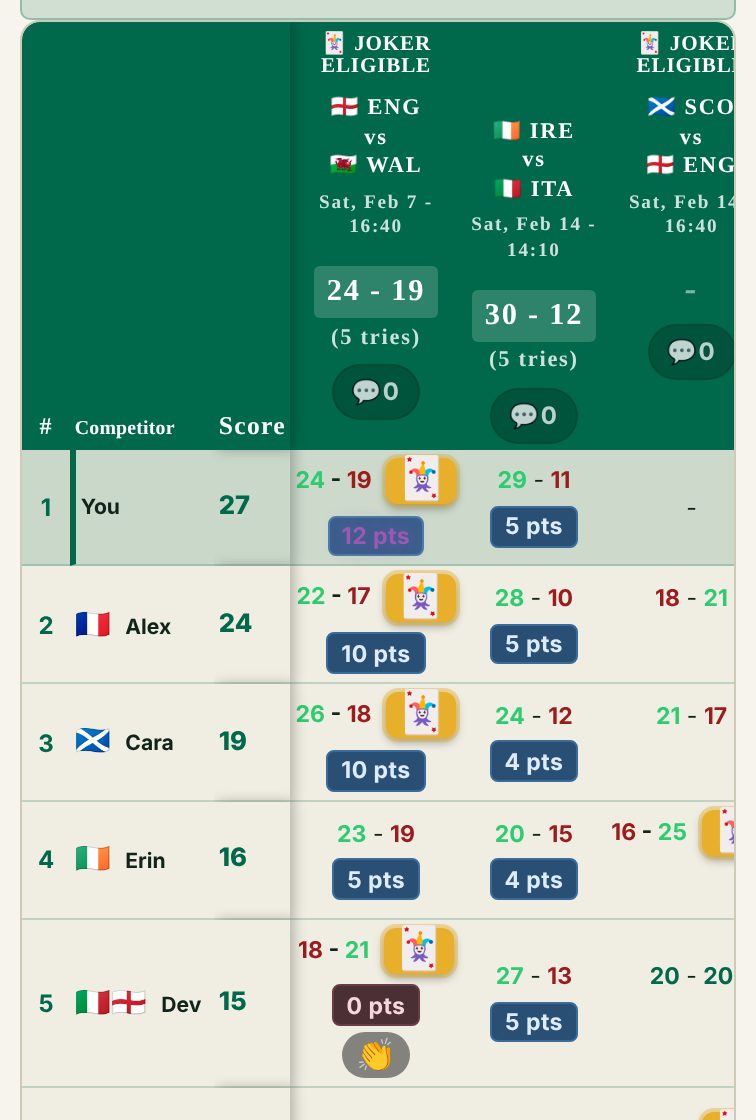 🃏 JOKER ELIGIBLE
🏴󠁧󠁢󠁥󠁮󠁧󠁿 ENG
vs
🏴󠁧󠁢󠁷󠁬󠁳󠁿 WAL
Sat, Feb 7 -
16:40
24 - 19
(5 tries)
💬0
🇮🇪 IRE
vs
🇮🇹 ITA
Sat, Feb 14 -
14:10
30 - 12
(5 tries)
💬0
🏴󠁧󠁢󠁳󠁣󠁴󠁿 SCO
vs
🏴󠁧󠁢󠁥󠁮󠁧󠁿 ENG
Sat, Feb 14
16:40
-
💬0
# Competitor Score
1 You 27 24 - 19 29 - 11 -
12 pts 5 pts
2 Alex 24 22 - 17 28 - 10 18 - 21
10 pts 5 pts
3 Cara 19 26 - 18 24 - 12 21 - 17
10 pts 4 pts
4 Erin 16 23 - 19 20 - 15 16 - 25
5 pts 4 pts
5 Dev 15 18 - 21 27 - 13 20 - 20
0 pts 5 pts